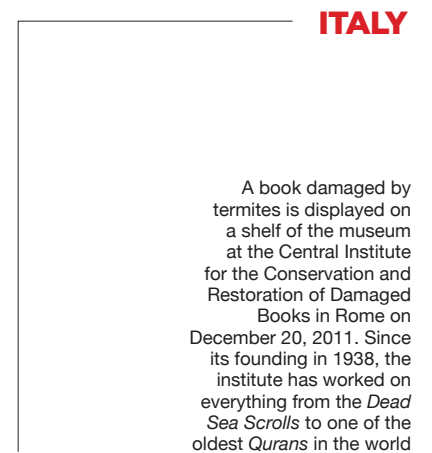 ITALY
A book damaged by
termites is displayed on
a shelf of the museum
at the Central Institute
for the Conservation and
Restoration of Damaged
Books in Rome on
December 20, 2011. Since
its founding in 1938, the
institute has worked on
everything from the Dead
Sea Scrolls to one of the
oldest Qurans in the world